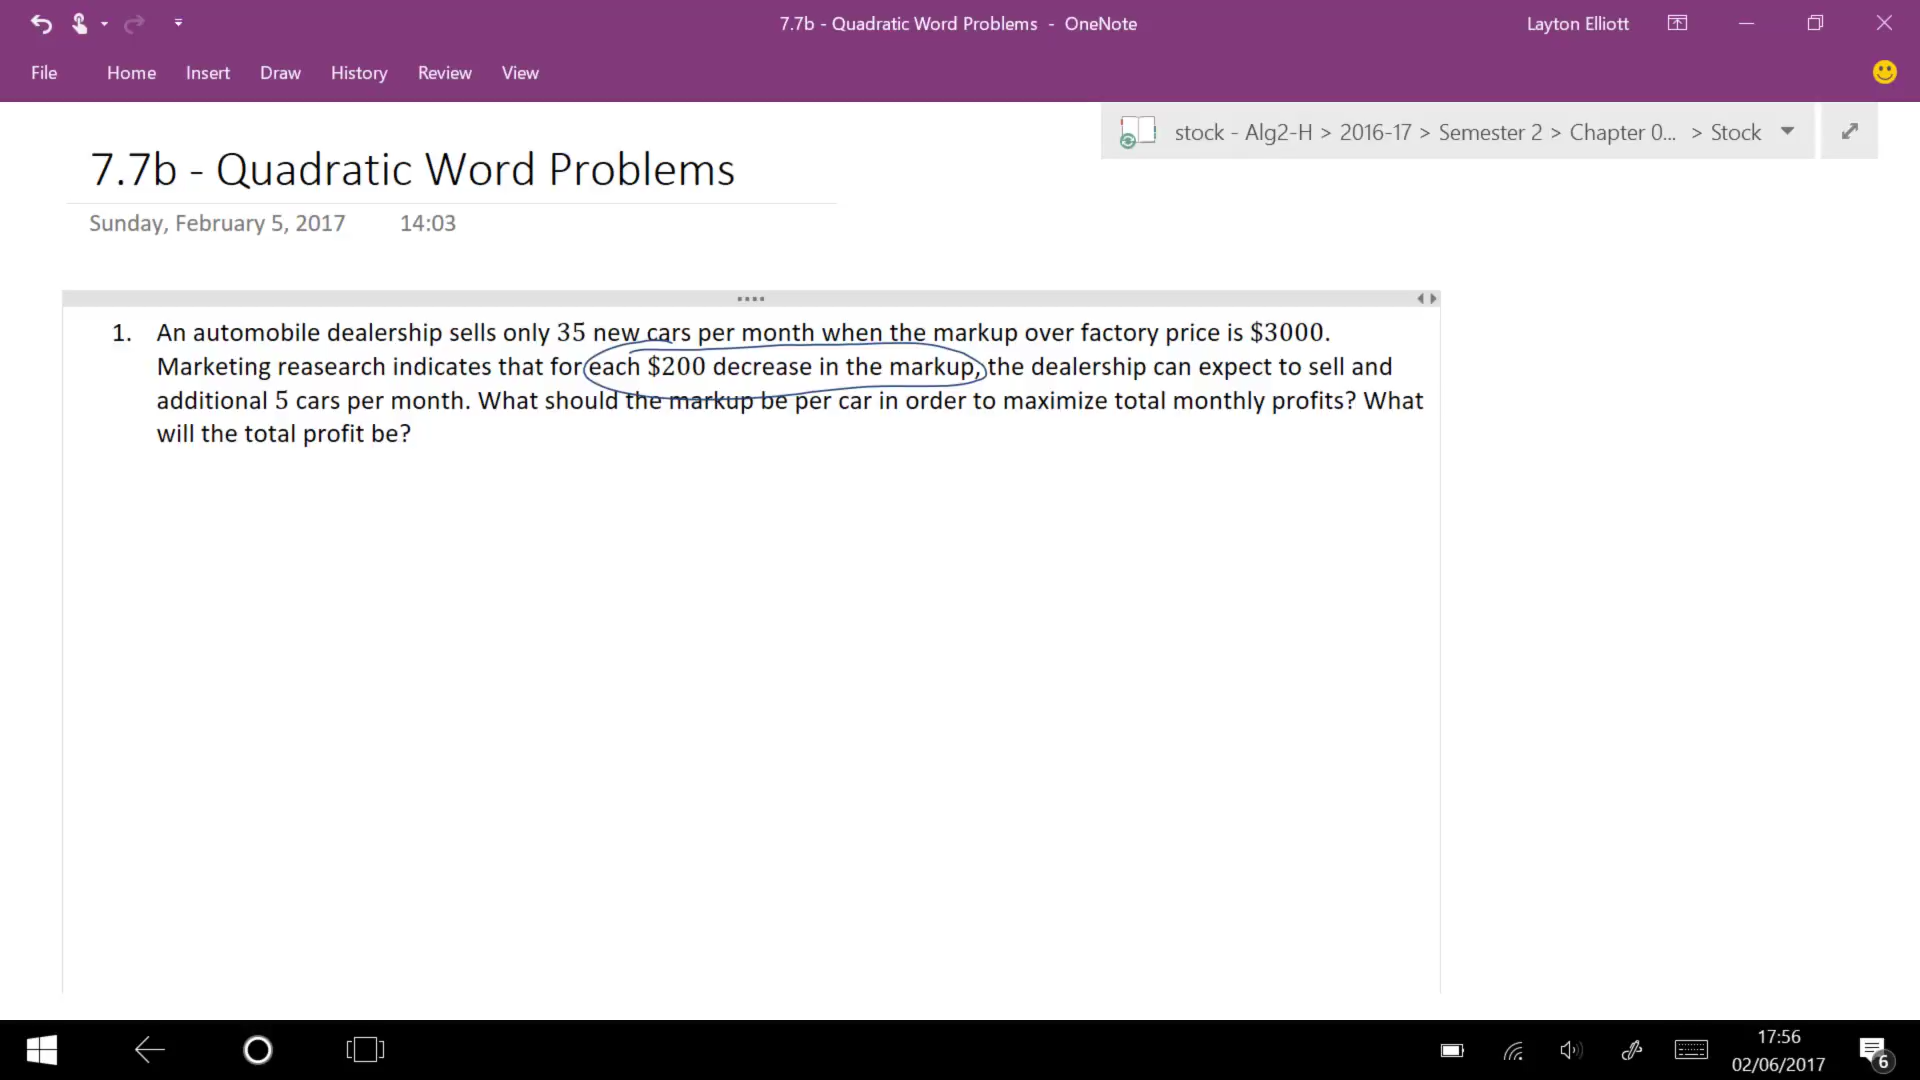 7.7b - Quadratic Word Problems - OneNote
Layton Elliott
File Home Insert Draw History Review View
stock - Alg2-H > 2016-17 > Semester 2 > Chapter 0... > Stock
7.7b - Quadratic Word Problems
Sunday, February 5, 2017 14:03
1. An automobile dealership sells only 35 new cars per month when the markup over factory price is $3000.
Marketing reasearch indicates that for each $200 decrease in the markup, the dealership can expect to sell and
additional 5 cars per month. What should the markup be per car in order to maximize total monthly profits? What
will the total profit be?
17:56
02/06/2017
6